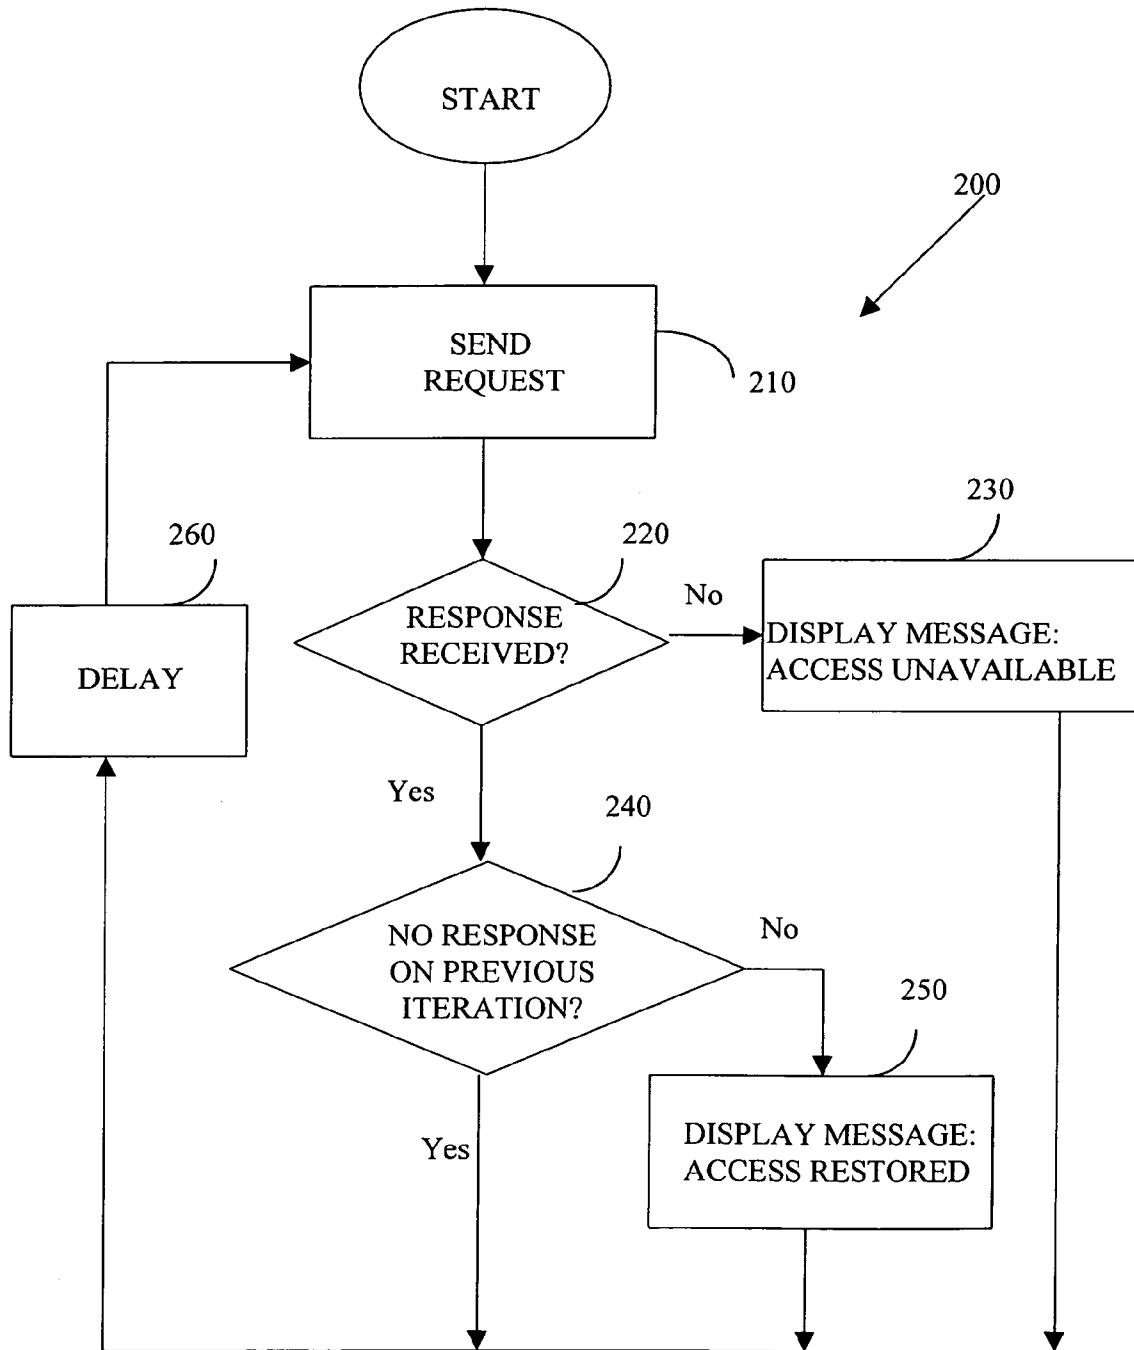 START
200
SEND
REQUEST
210
230
260
220
No
RESPONSE
RECEIVED?
DISPLAY MESSAGE:
ACCESS UNAVAILABLE
DELAY
Yes
240
No
NO RESPONSE
ON PREVIOUS
ITERATION?
250
Yes
DISPLAY MESSAGE:
ACCESS RESTORED